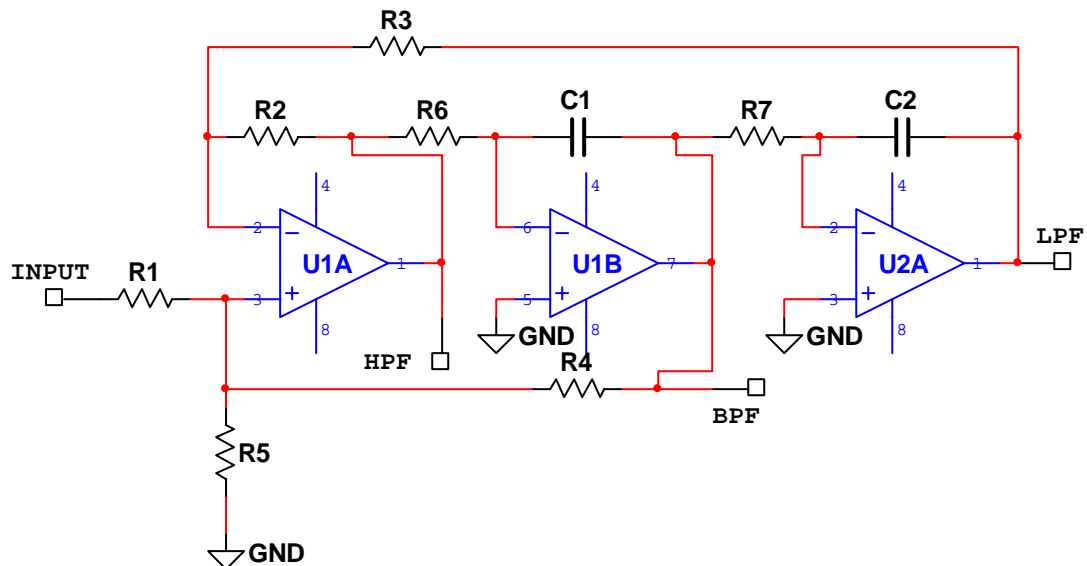 R3
R2 R6 C1 R7 C2
4 4 4
2 6 2
U1A 1 U1B 7 U2A 1 LPF
INPUT R1
3 5 3
GND GND
8 8 8
HPF R4
BPF
R5
GND